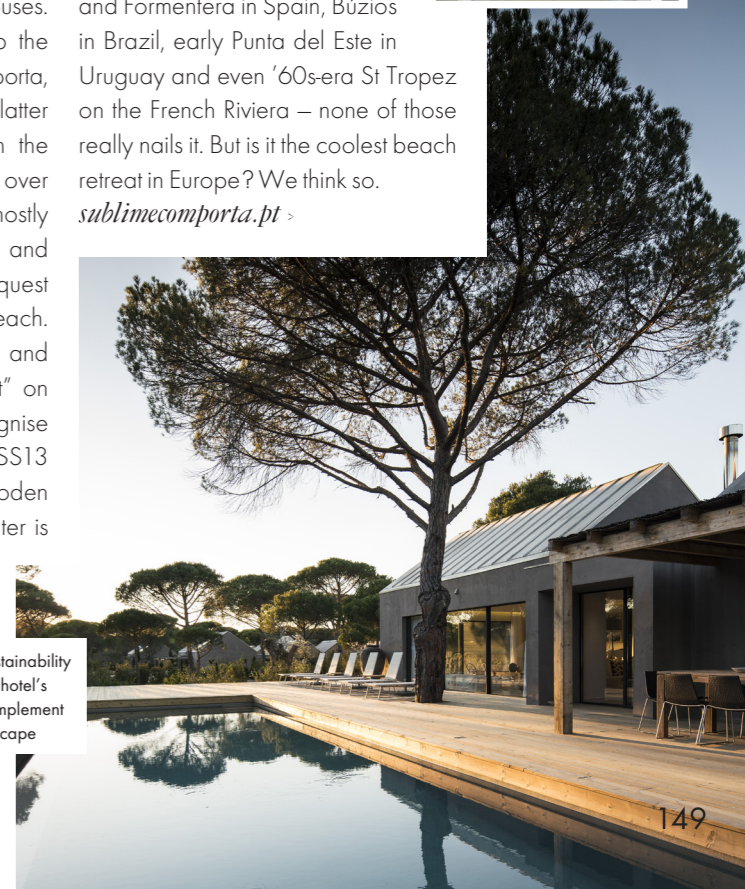 uses.
o the
porta,
latter
n the
over
ostly
and
quest
each.
and
t” on
gnise
SS13
oden
ter is
and Formentera in Spain, Búzios
in Brazil, early Punta del Este in
Uruguay and even ’60s-era St Tropez
on the French Riviera – none of those
really nails it. But is it the coolest beach
retreat in Europe? We think so.
sublimecomporta.pt >
tainability
hotel’s
mplement
cape
149